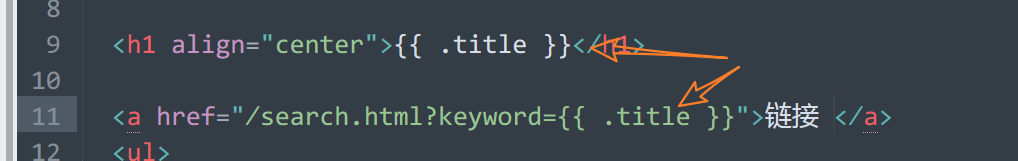 8
9 <h1 align="center">{{ .title }}</h1>
10
11 <a href="/search.html?keyword={{ .title }}">链接 </a>
12 <ul>